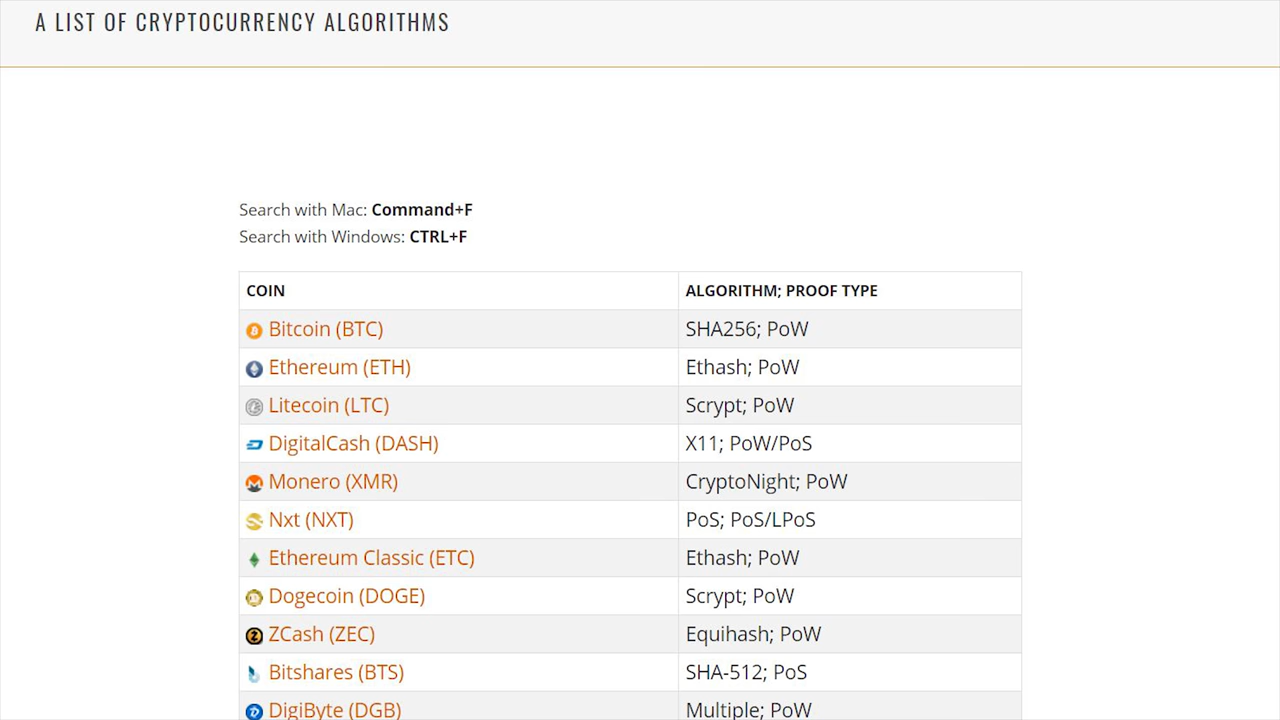 A LIST OF CRYPTOCURRENCY ALGORITHMS
Search with Mac: Command+F
Search with Windows: CTRL+F
COIN ALGORITHM; PROOF TYPE
Bitcoin (BTC) SHA256; PoW
Ethereum (ETH) Ethash; PoW
Litecoin (LTC) Scrypt; PoW
DigitalCash (DASH) X11; PoW/PoS
Monero (XMR) CryptoNight; PoW
Nxt (NXT) PoS; PoS/LPoS
Ethereum Classic (ETC) Ethash; PoW
Dogecoin (DOGE) Scrypt; PoW
ZCash (ZEC) Equihash; PoW
Bitshares (BTS) SHA-512; PoS
DigiByte (DGB) Multiple; PoW